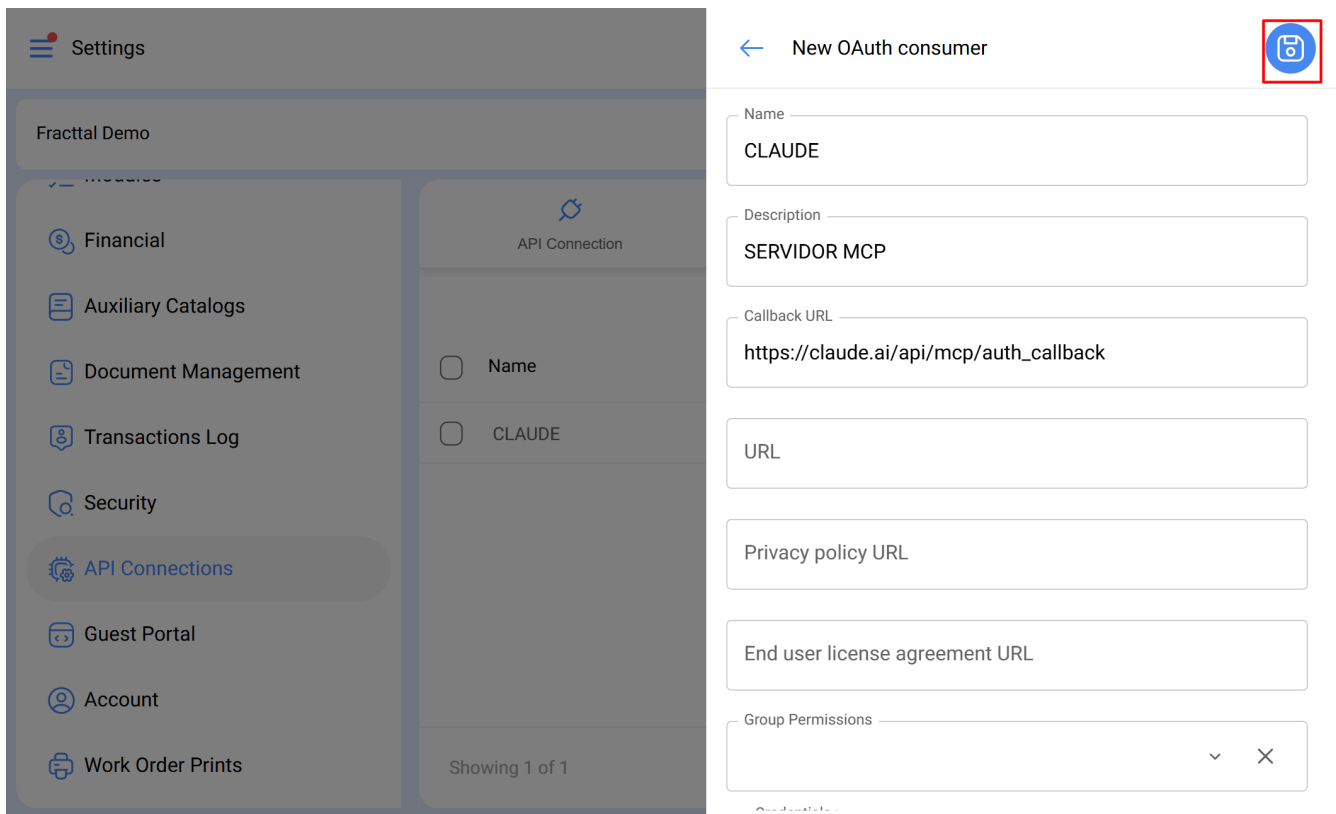 Settings
Fracttal Demo
Financial
Auxiliary Catalogs
Document Management
Transactions Log
Security
API Connections
Guest Portal
Account
Work Order Prints
API Connection
Name
CLAUDE
Showing 1 of 1
New OAuth consumer
Name
CLAUDE
Description
SERVIDOR MCP
Callback URL
https://claude.ai/api/mcp/auth_callback
URL
Privacy policy URL
End user license agreement URL
Group Permissions